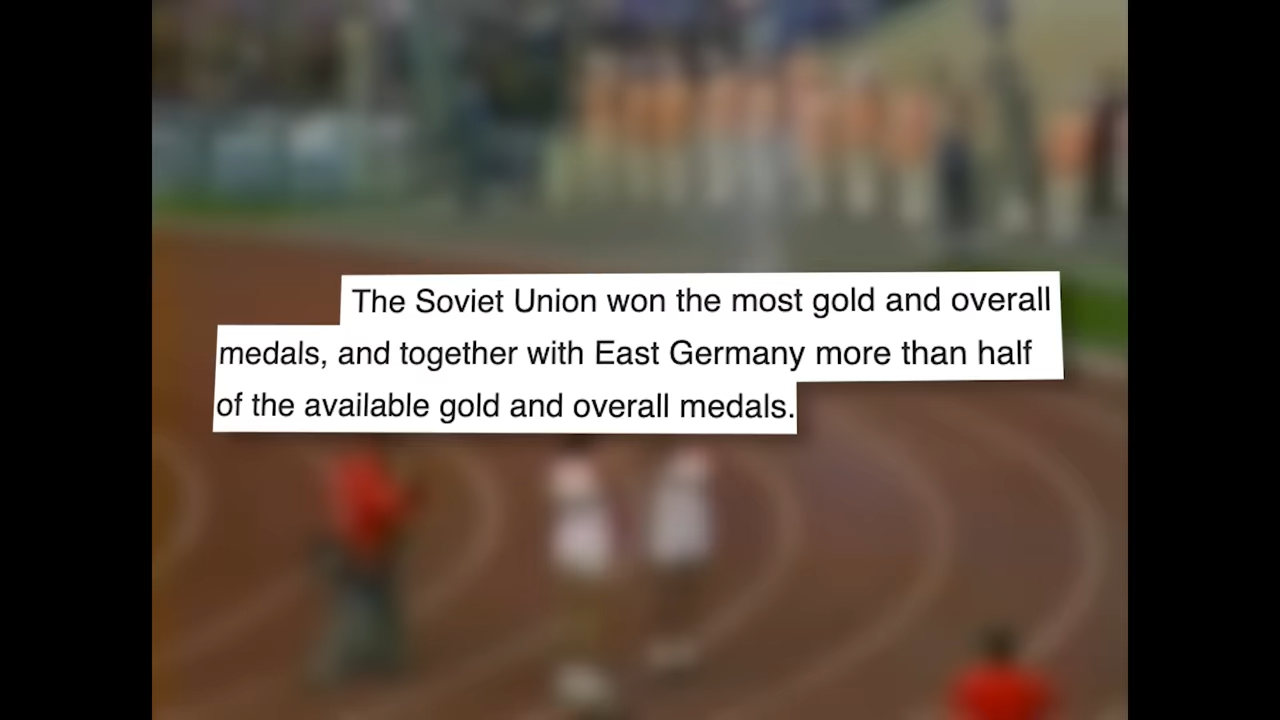 The Soviet Union won the most gold and overall
medals, and together with East Germany more than half
of the available gold and overall medals.